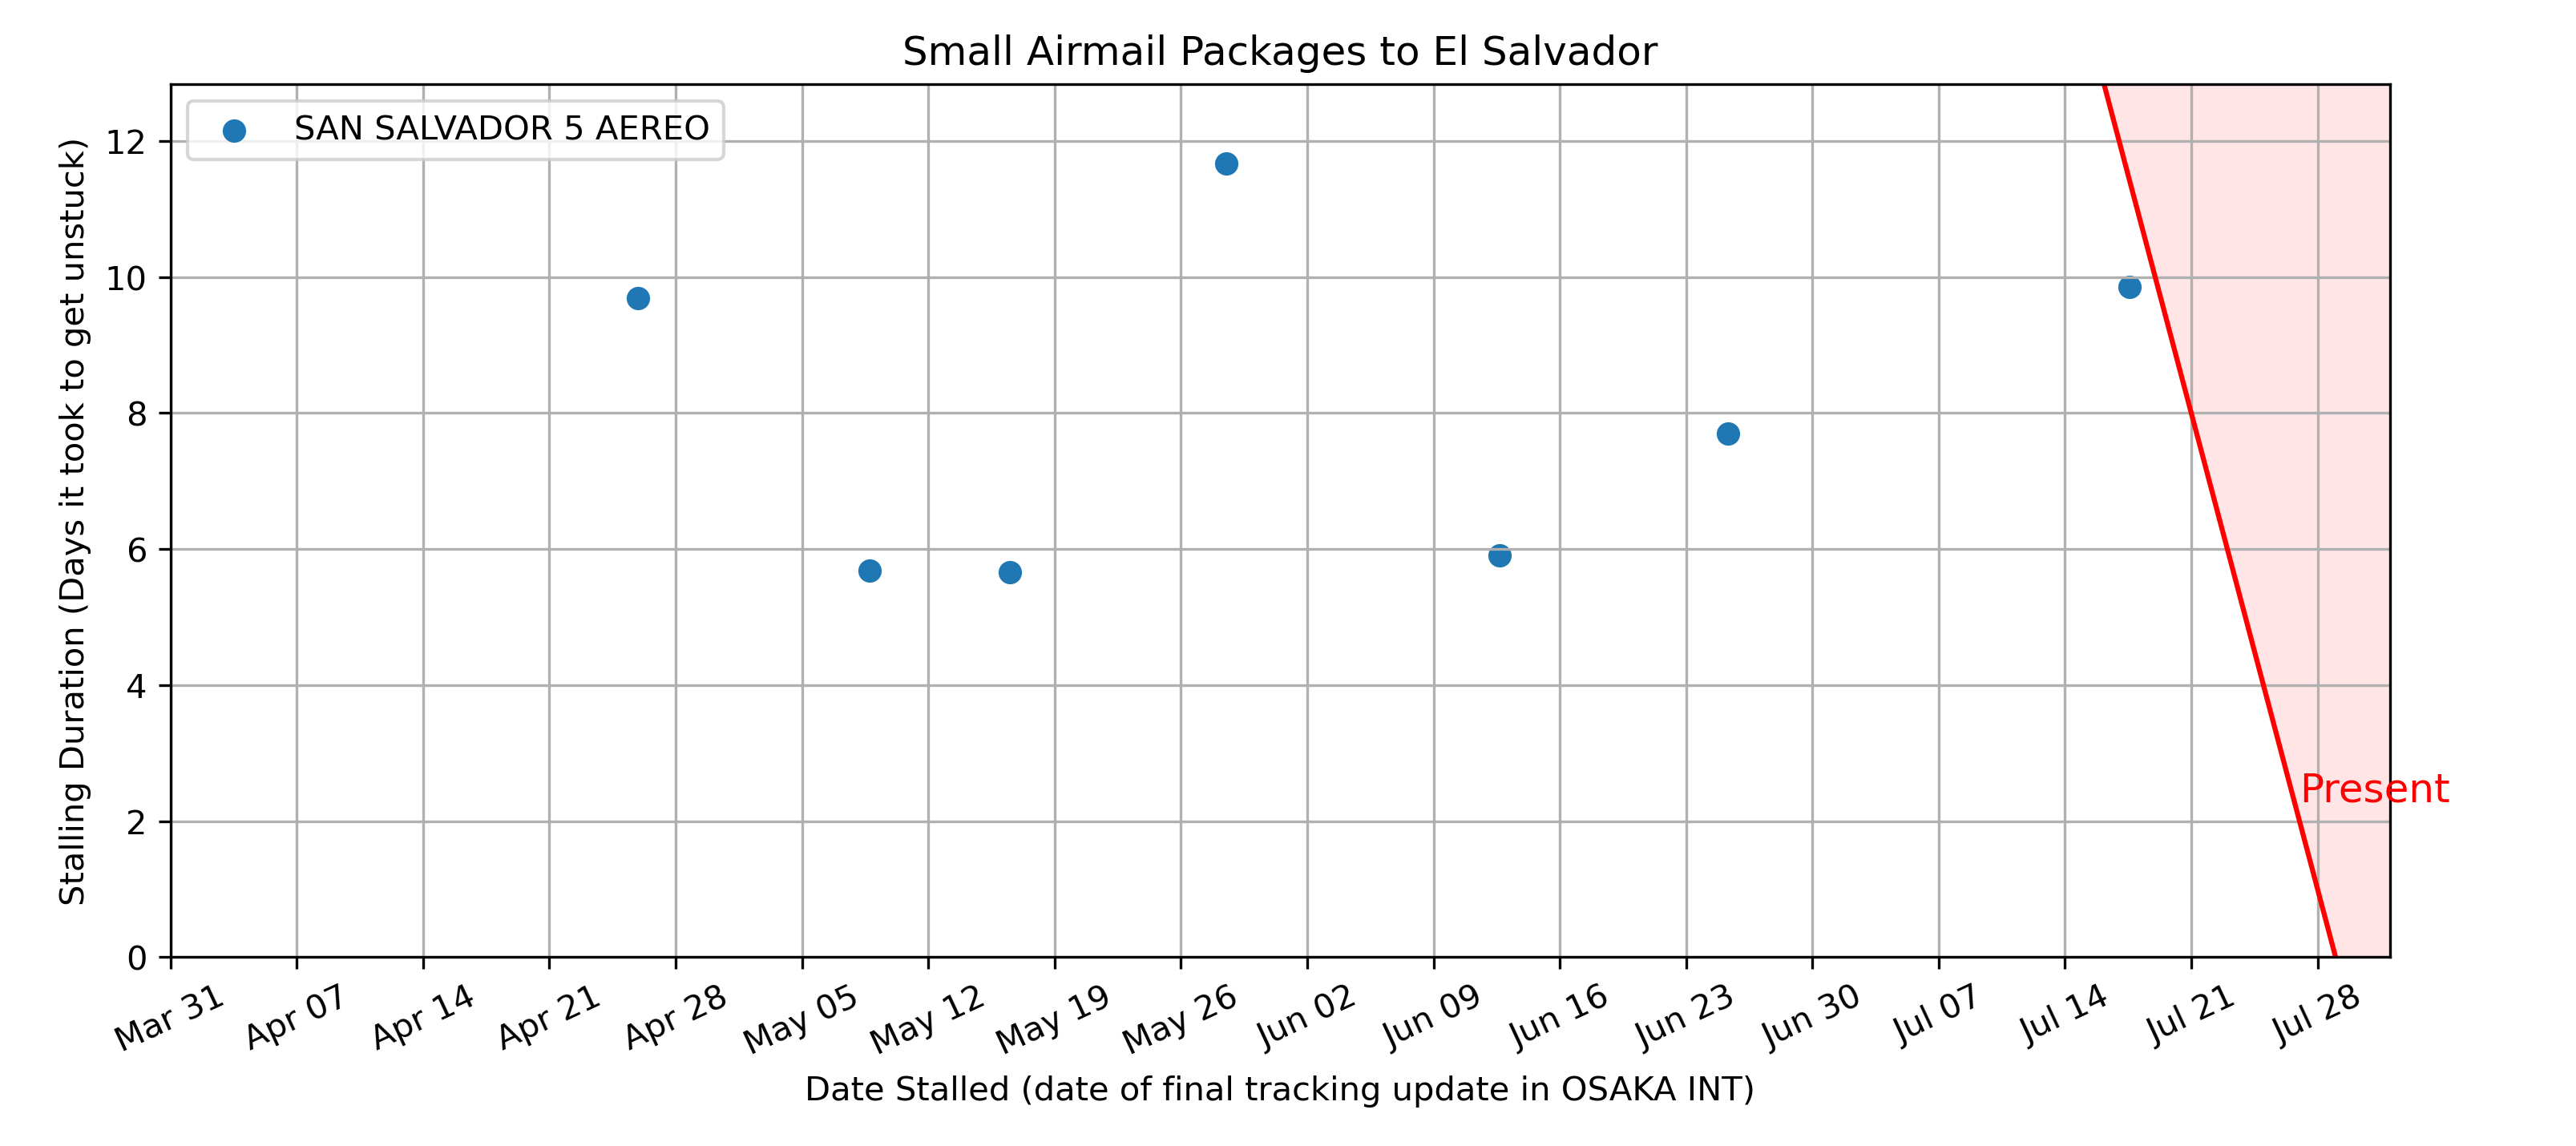 Small Airmail Packages to El Salvador
SAN SALVADOR 5 AEREO
Stalling Duration (Days it took to get unstuck)
12
10
8
6
4
2
0
Present
Mar 31
Apr 07
Apr 14
Apr 21
Apr 28
May 05
May 12
May 19
May 26
Jun 02
Jun 09
Jun 16
Jun 23
Jun 30
Jul 07
Jul 14
Jul 21
Jul 28
Date Stalled (date of final tracking update in OSAKA INT)